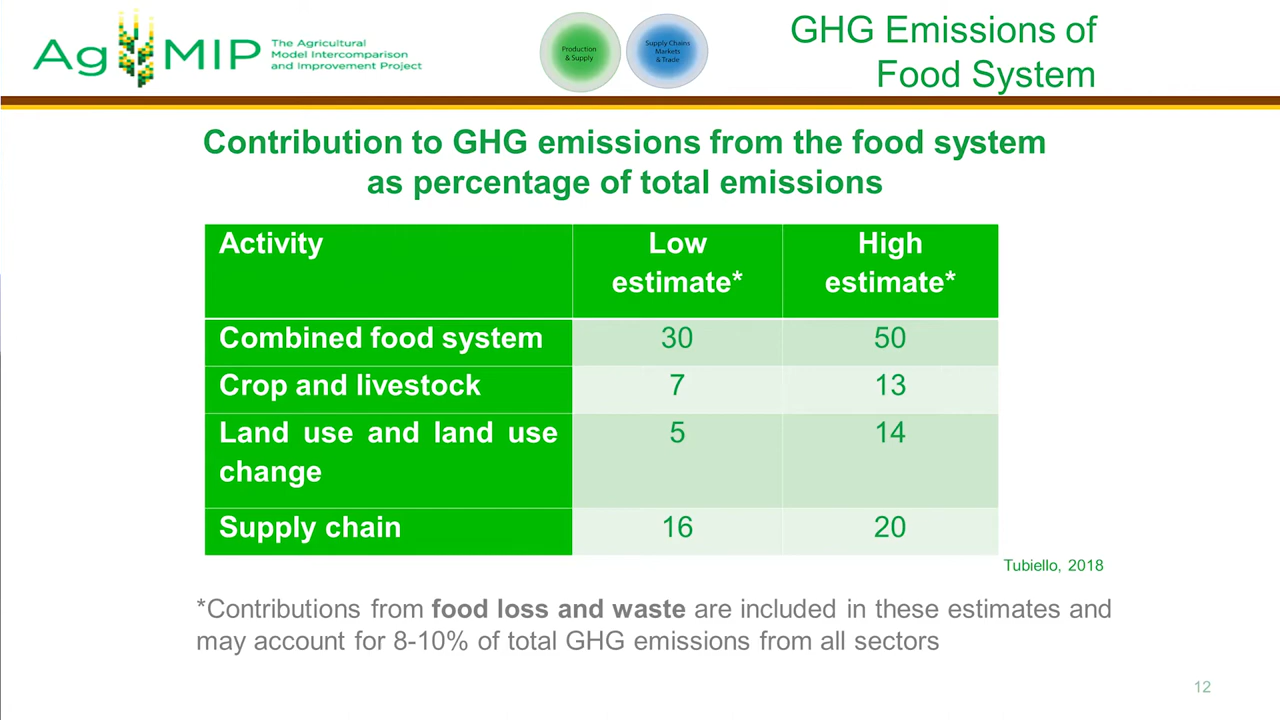 AgMIP
The Agricultural
Model Intercomparison
and Improvement Project
Production
& Supply
Supply Chains
Markets
& Trade
GHG Emissions of
Food System
Contribution to GHG emissions from the food system
as percentage of total emissions
Activity Low estimate* High estimate*
Combined food system 30 50
Crop and livestock 7 13
Land use and land use change 5 14
Supply chain 16 20
Tubiello, 2018
*Contributions from food loss and waste are included in these estimates and
may account for 8-10% of total GHG emissions from all sectors
12